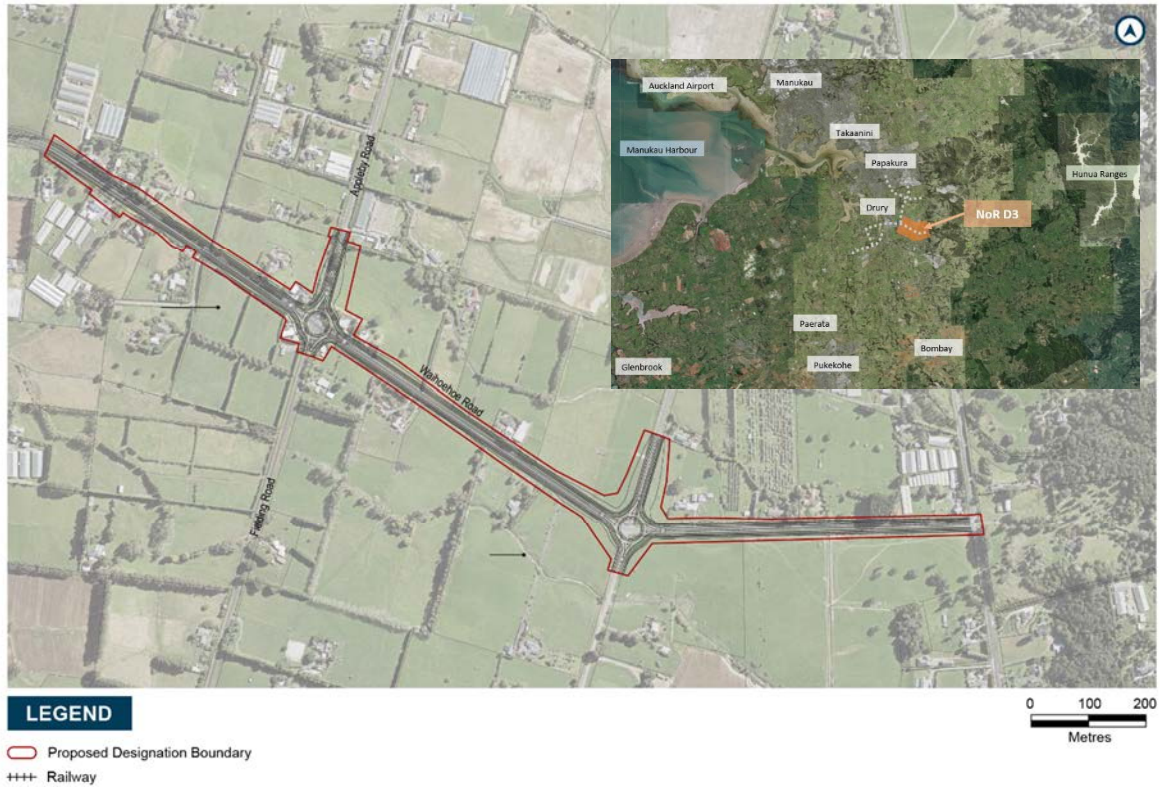 Auckland Airport
Manukau
Takaanini
Manukau Harbour
Papakura
Hunua Ranges
Drury
NoR D3
Paerata
Bombay
Glenbrook
Pukekohe
Appleby Road
Waihoehoe Road
Fielding Road
LEGEND
Proposed Designation Boundary
Railway
0 100 200
Metres